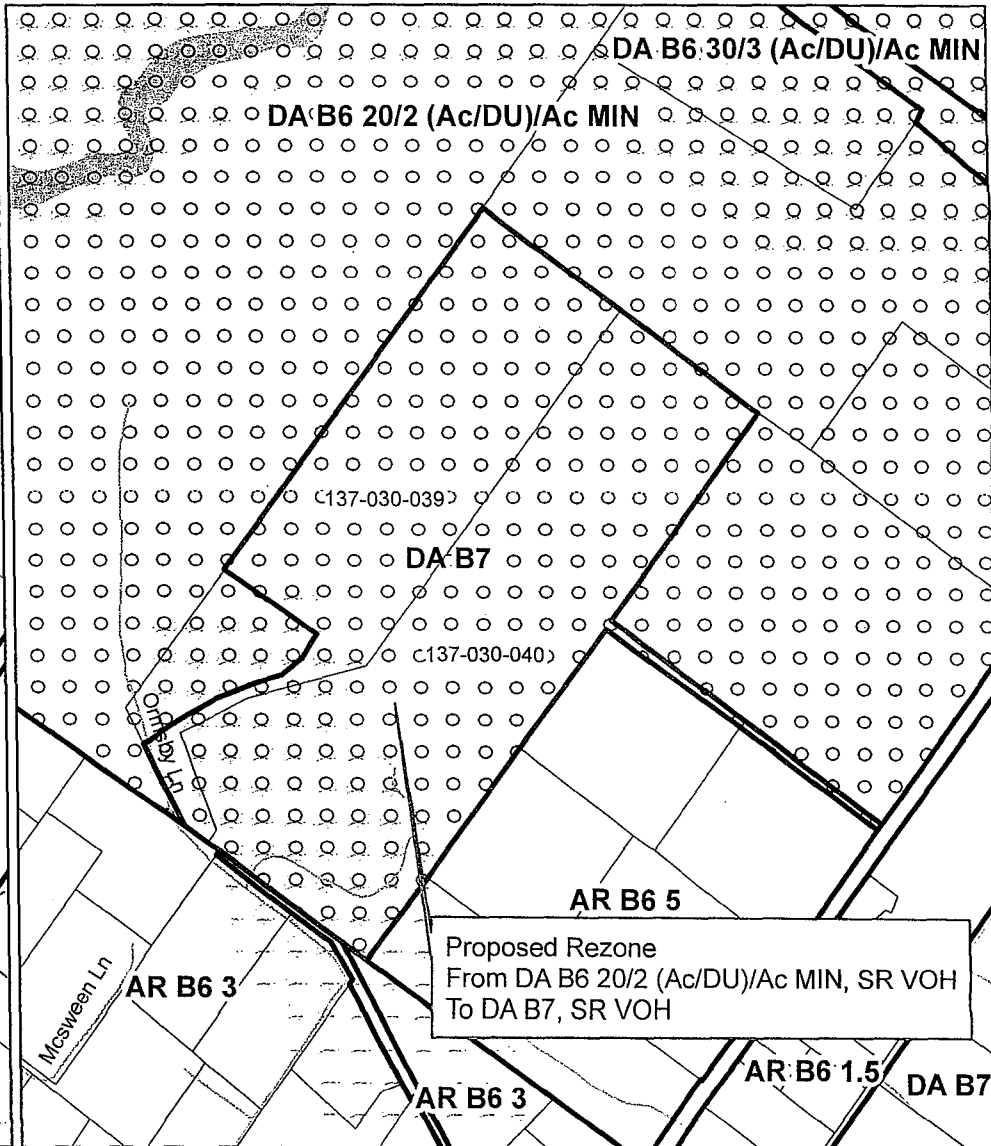 DA B6 30/3 (Ac/DU)/Ac MIN
DA B6 20/2 (Ac/DU)/Ac MIN
137-030-039
DA B7
137-030-040
Ormsby Ln
AR B6 5
Proposed Rezone
From DA B6 20/2 (Ac/DU)/Ac MIN, SR VOH
To DA B7, SR VOH
AR B6 3
Mcsween Ln
AR B6 1.5
DA B7
AR B6 3